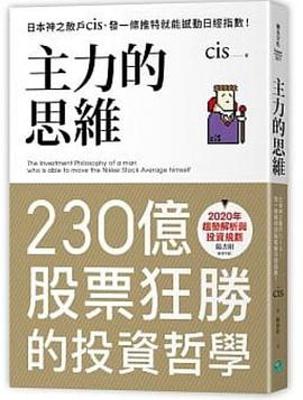 日本神之散戶cis,發一條推特就能撼動日經指數!
cis 著
主力的
思維
The Investment Philosophy of a man
who is able to move the Nikkei Stock Average himself
230億
股票狂勝
的投資哲學
2020年
趨勢解析與
投資規劃
主力的思維
cis